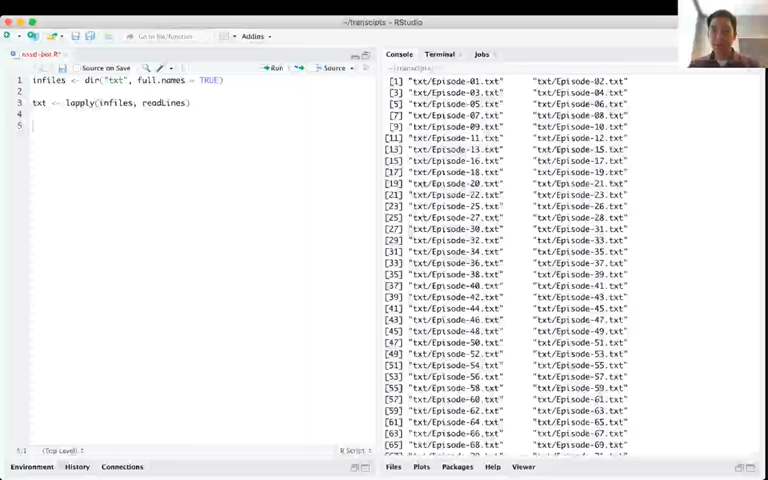 ~/transcipts - RStudio
Go to file/function
Addins
nssd-bot.R*
Source on Save
Run
Source
1 infiles <- dir("txt", full.names = TRUE)
2
3 txt <- lapply(infiles, readLines)
4
5
5:1
(Top Level)
R Script
Environment History Connections
Console Terminal Jobs
~/transcripts/
[1] "txt/Episode-01.txt" "txt/Episode-02.txt"
[3] "txt/Episode-03.txt" "txt/Episode-04.txt"
[5] "txt/Episode-05.txt" "txt/Episode-06.txt"
[7] "txt/Episode-07.txt" "txt/Episode-08.txt"
[9] "txt/Episode-09.txt" "txt/Episode-10.txt"
[11] "txt/Episode-11.txt" "txt/Episode-12.txt"
[13] "txt/Episode-13.txt" "txt/Episode-15.txt"
[15] "txt/Episode-16.txt" "txt/Episode-17.txt"
[17] "txt/Episode-18.txt" "txt/Episode-19.txt"
[19] "txt/Episode-20.txt" "txt/Episode-21.txt"
[21] "txt/Episode-22.txt" "txt/Episode-23.txt"
[23] "txt/Episode-25.txt" "txt/Episode-26.txt"
[25] "txt/Episode-27.txt" "txt/Episode-28.txt"
[27] "txt/Episode-30.txt" "txt/Episode-31.txt"
[29] "txt/Episode-32.txt" "txt/Episode-33.txt"
[31] "txt/Episode-34.txt" "txt/Episode-35.txt"
[33] "txt/Episode-36.txt" "txt/Episode-37.txt"
[35] "txt/Episode-38.txt" "txt/Episode-39.txt"
[37] "txt/Episode-40.txt" "txt/Episode-41.txt"
[39] "txt/Episode-42.txt" "txt/Episode-43.txt"
[41] "txt/Episode-44.txt" "txt/Episode-45.txt"
[43] "txt/Episode-46.txt" "txt/Episode-47.txt"
[45] "txt/Episode-48.txt" "txt/Episode-49.txt"
[47] "txt/Episode-50.txt" "txt/Episode-51.txt"
[49] "txt/Episode-52.txt" "txt/Episode-53.txt"
[51] "txt/Episode-54.txt" "txt/Episode-55.txt"
[53] "txt/Episode-56.txt" "txt/Episode-57.txt"
[55] "txt/Episode-58.txt" "txt/Episode-59.txt"
[57] "txt/Episode-60.txt" "txt/Episode-61.txt"
[59] "txt/Episode-62.txt" "txt/Episode-63.txt"
[61] "txt/Episode-64.txt" "txt/Episode-65.txt"
[63] "txt/Episode-66.txt" "txt/Episode-67.txt"
[65] "txt/Episode-68.txt" "txt/Episode-69.txt"
Files Plots Packages Help Viewer